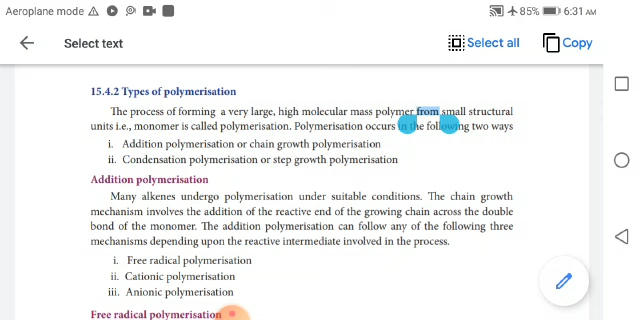 Aeroplane mode 85% 6:31 AM
Select text Select all Copy
15.4.2 Types of polymerisation
The process of forming a very large, high molecular mass polymer from small structural
units i.e., monomer is called polymerisation. Polymerisation occurs in the following two ways
i. Addition polymerisation or chain growth polymerisation
ii. Condensation polymerisation or step growth polymerisation
Addition polymerisation
Many alkenes undergo polymerisation under suitable conditions. The chain growth
mechanism involves the addition of the reactive end of the growing chain across the double
bond of the monomer. The addition polymerisation can follow any of the following three
mechanisms depending upon the reactive intermediate involved in the process.
i. Free radical polymerisation
ii. Cationic polymerisation
iii. Anionic polymerisation
Free radical polymerisation